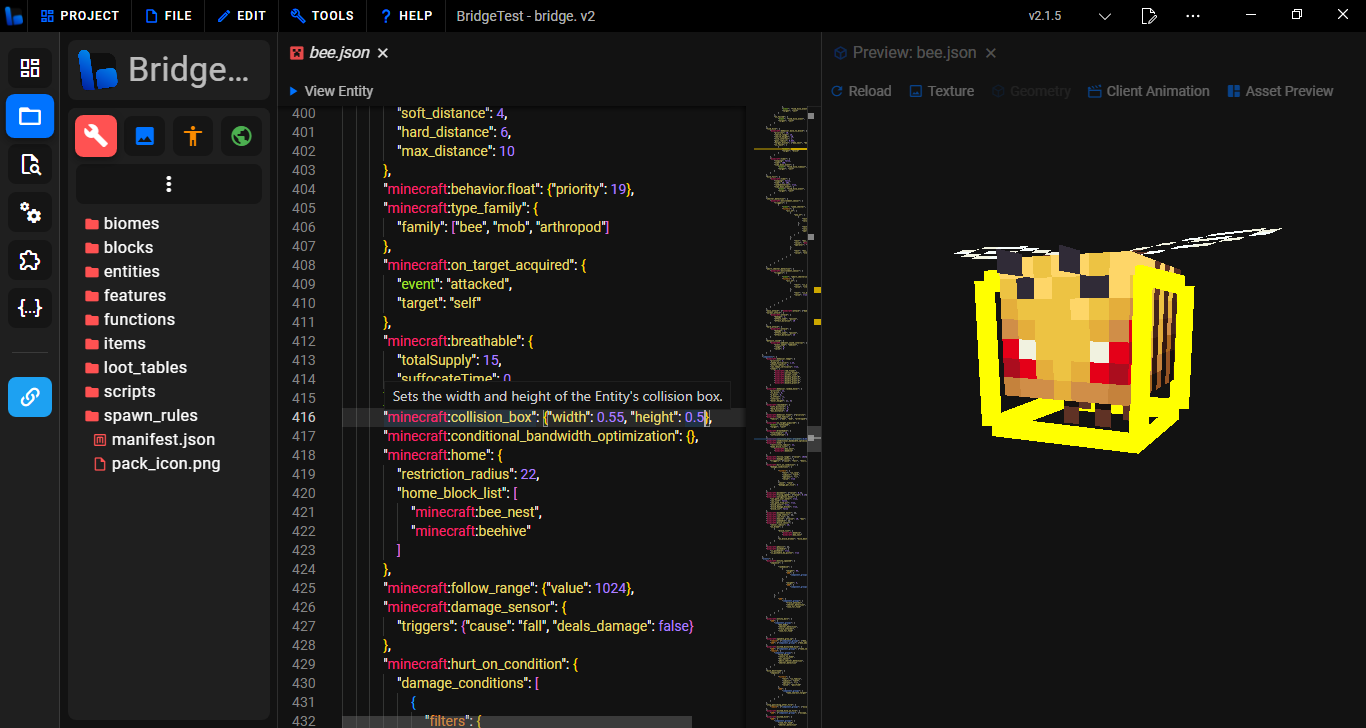 PROJECT FILE EDIT TOOLS HELP BridgeTest - bridge. v2 v2.1.5
Bridge...
biomes
blocks
entities
features
functions
items
loot_tables
scripts
spawn_rules
manifest.json
pack_icon.png
bee.json
View Entity
400 "soft_distance": 4,
401 "hard_distance": 6,
402 "max_distance": 10
403 },
404 "minecraft:behavior.float": {"priority": 19},
405 "minecraft:type_family": {
406 "family": ["bee", "mob", "arthropod"]
407 },
408 "minecraft:on_target_acquired": {
409 "event": "attacked",
410 "target": "self"
411 },
412 "minecraft:breathable": {
413 "totalSupply": 15,
414 "suffocateTime": 0
415
Sets the width and height of the Entity's collision box.
416 "minecraft:collision_box": {"width": 0.55, "height": 0.5},
417 "minecraft:conditional_bandwidth_optimization": {},
418 "minecraft:home": {
419 "restriction_radius": 22,
420 "home_block_list": [
421 "minecraft:bee_nest",
422 "minecraft:beehive"
423 ]
424 },
425 "minecraft:follow_range": {"value": 1024},
426 "minecraft:damage_sensor": {
427 "triggers": {"cause": "fall", "deals_damage": false}
428 },
429 "minecraft:hurt_on_condition": {
430 "damage_conditions": [
431 {
432 "filters": {
Preview: bee.json
Reload Texture Geometry Client Animation Asset Preview